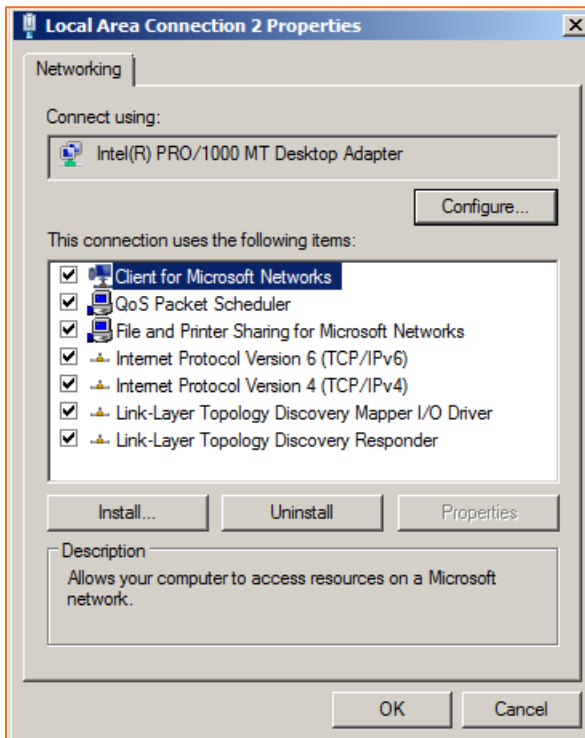 Local Area Connection 2 Properties
Networking
Connect using:
Intel(R) PRO/1000 MT Desktop Adapter
Configure...
This connection uses the following items:
Client for Microsoft Networks
QoS Packet Scheduler
File and Printer Sharing for Microsoft Networks
Internet Protocol Version 6 (TCP/IPv6)
Internet Protocol Version 4 (TCP/IPv4)
Link-Layer Topology Discovery Mapper I/O Driver
Link-Layer Topology Discovery Responder
Install... Uninstall Properties
Description
Allows your computer to access resources on a Microsoft
network.
OK Cancel